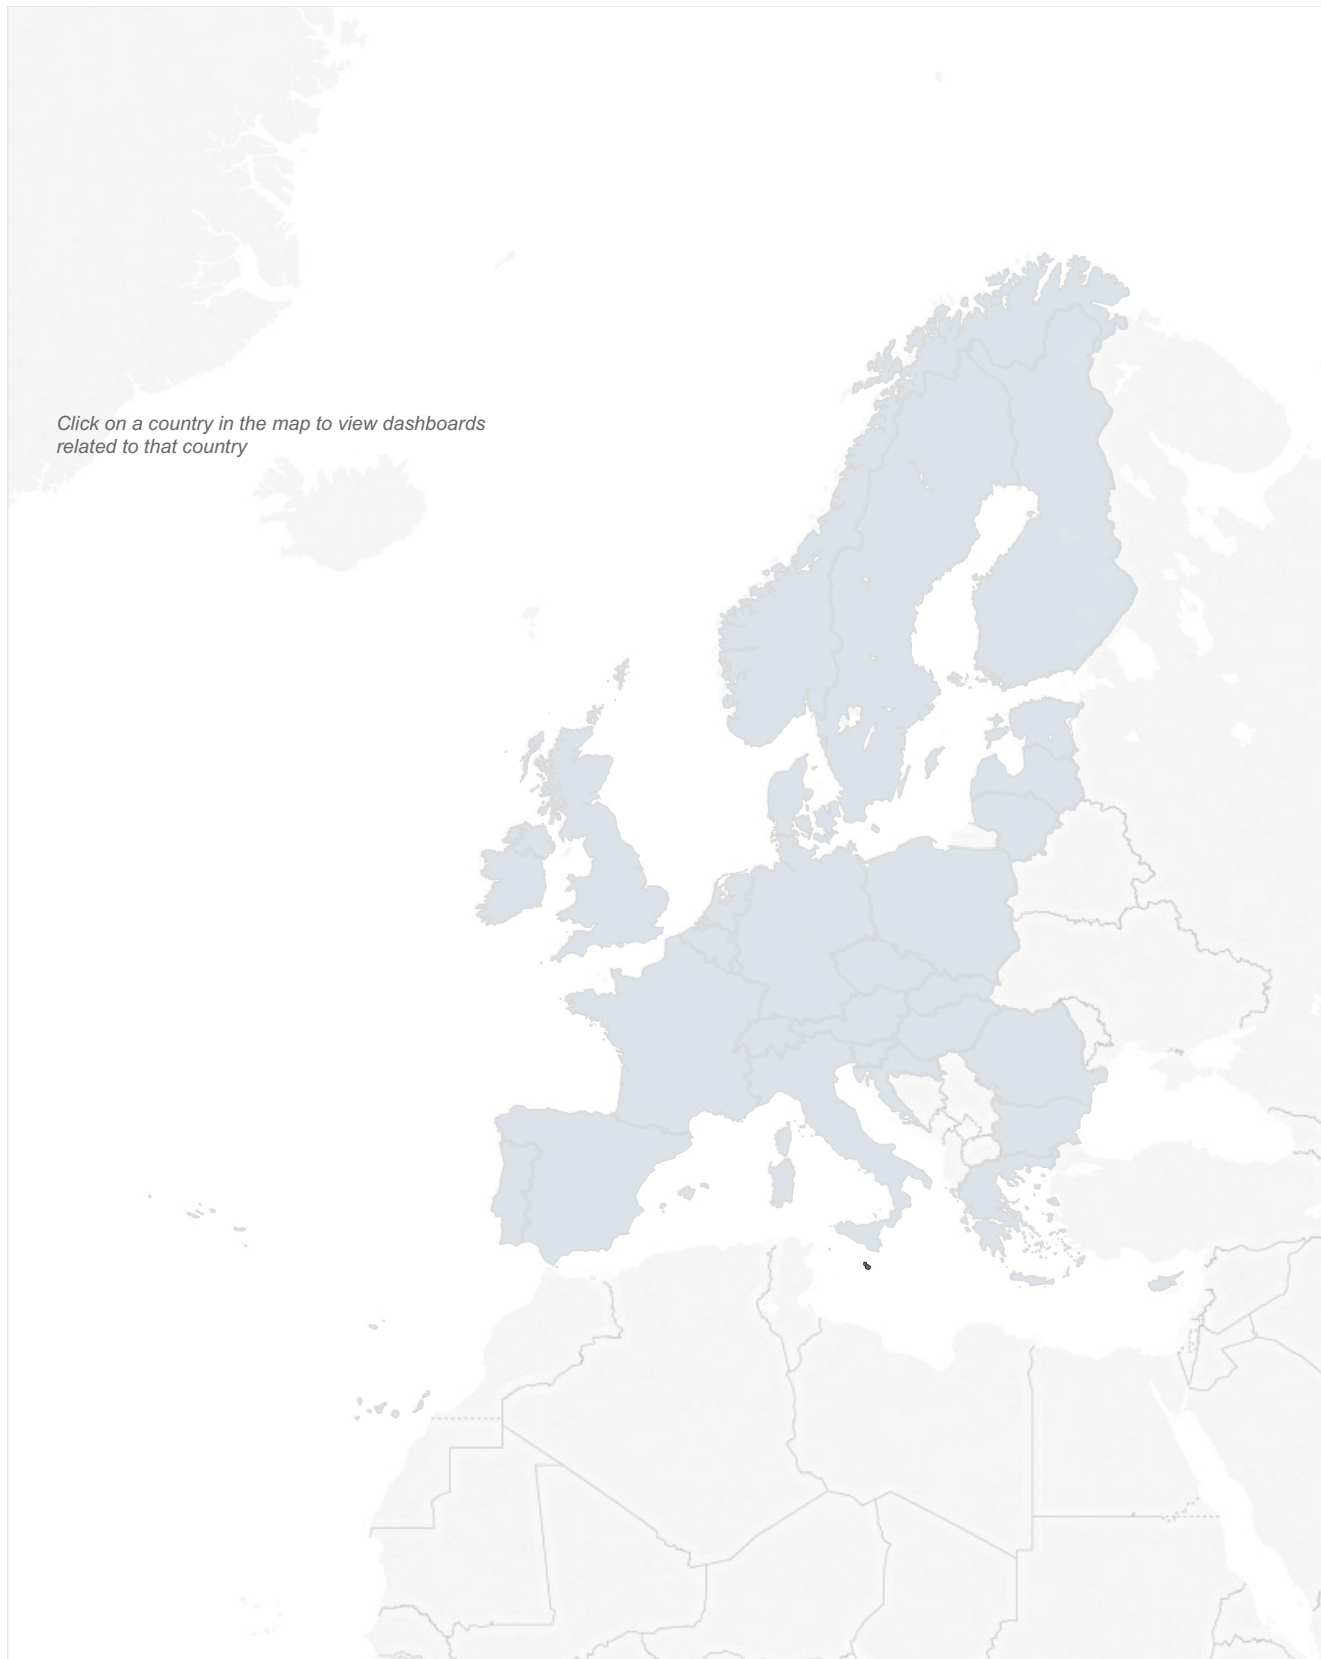 Click on a country in the map to view dashboards
related to that country